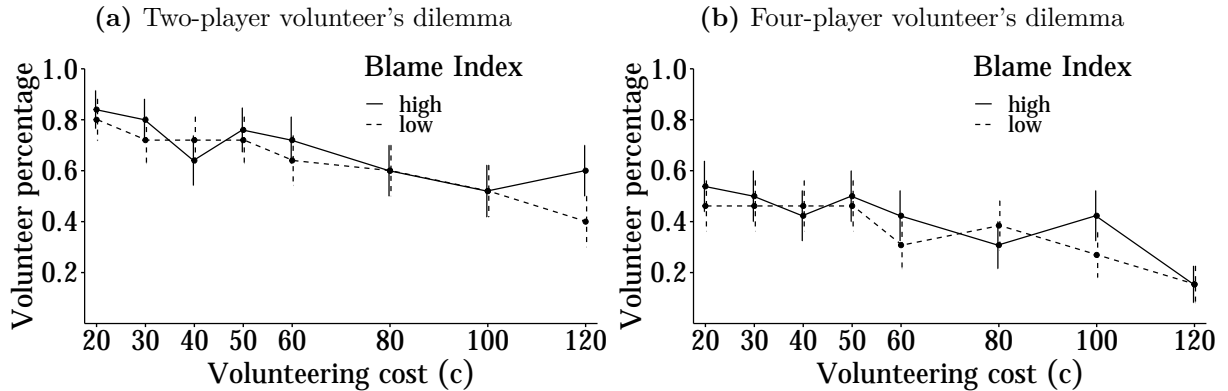 (a) Two-player volunteer's dilemma
Volunteer percentage
1.0
0.8
0.6
0.4
0.2
Blame Index
high
low
20 30 40 50 60 80 100 120
Volunteering cost (c)
(b) Four-player volunteer's dilemma
Volunteer percentage
1.0
0.8
0.6
0.4
0.2
Blame Index
high
low
20 30 40 50 60 80 100 120
Volunteering cost (c)